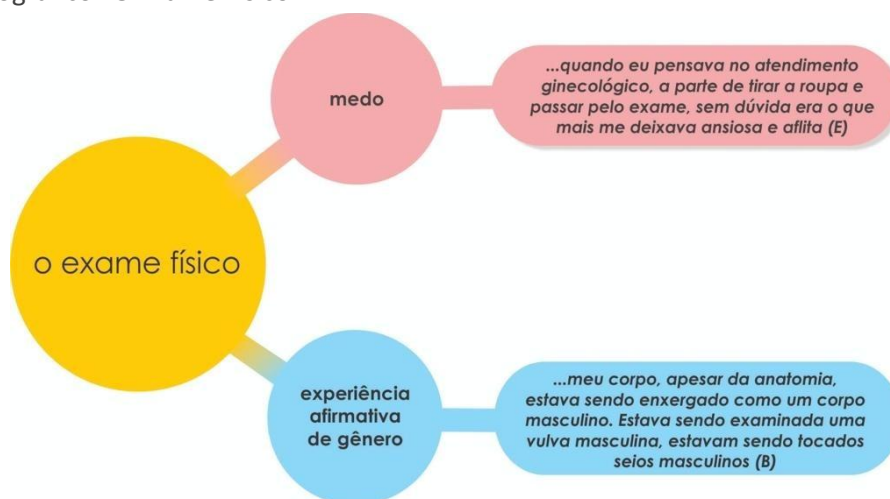 medo
...quando eu pensava no atendimento
ginecológico, a parte de tirar a roupa e
passar pelo exame, sem dúvida era o que
mais me deixava ansiosa e aflita (E)
o exame físico
experiência
afirmativa
de gênero
...meu corpo, apesar da anatomia,
estava sendo enxergado como um corpo
masculino. Estava sendo examinada uma
vulva masculina, estavam sendo tocados
seios masculinos (B)